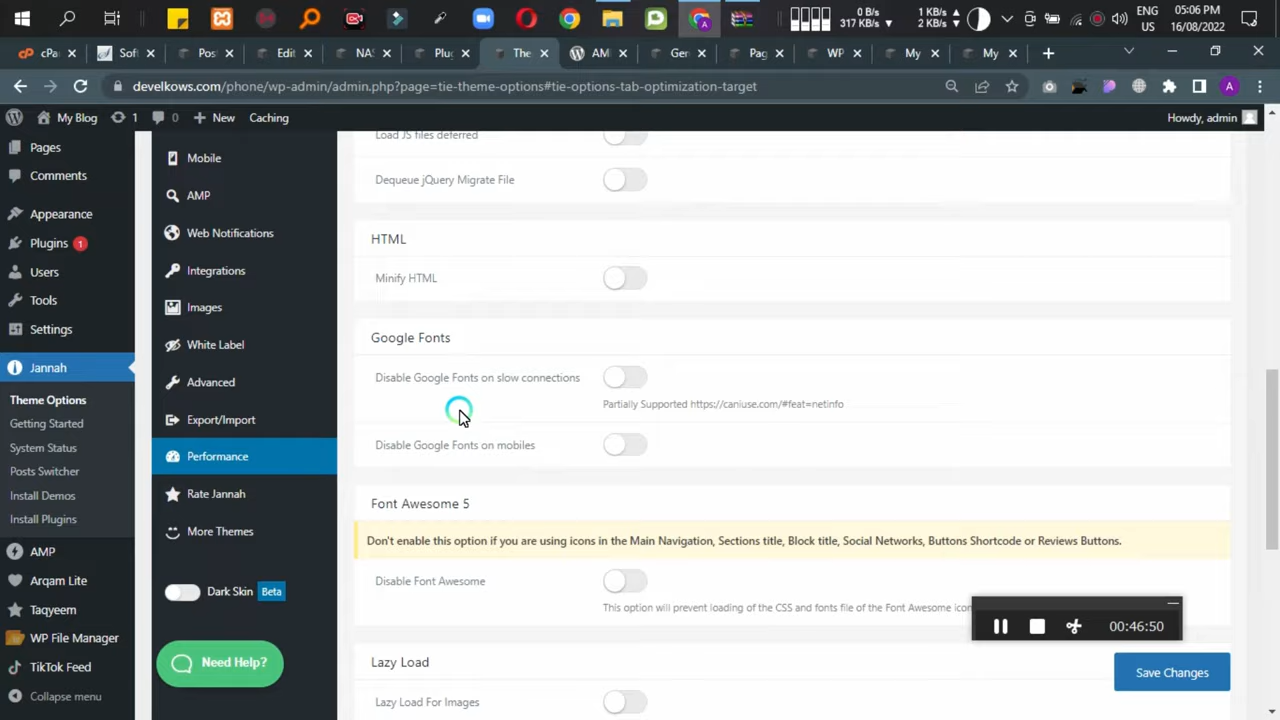 ENG
US
05:06 PM
16/08/2022
1 KB/s
317 KB/s
1 KB/s
2 KB/s
cPa
Sof
Pos
Edit
NAS
Plug
The
AM
Gen
Pag
WP
My
My
develkows.com/phone/wp-admin/admin.php?page=tie-theme-options#tie-options-tab-optimization-target
A
My Blog
1
0
New
Caching
Howdy, admin
Pages
Comments
Appearance
Plugins 1
Users
Tools
Settings
Jannah
Theme Options
Getting Started
System Status
Posts Switcher
Install Demos
Install Plugins
AMP
Arqam Lite
Taqyeem
WP File Manager
TikTok Feed
Collapse menu
Mobile
AMP
Web Notifications
Integrations
Images
White Label
Advanced
Export/Import
Performance
Rate Jannah
More Themes
Dark Skin Beta
Need Help?
Load JS files deferred
Dequeue jQuery Migrate File
HTML
Minify HTML
Google Fonts
Disable Google Fonts on slow connections
Partially Supported https://caniuse.com/#feat=netinfo
Disable Google Fonts on mobiles
Font Awesome 5
Don't enable this option if you are using icons in the Main Navigation, Sections title, Block title, Social Networks, Buttons Shortcode or Reviews Buttons.
Disable Font Awesome
This option will prevent loading of the CSS and fonts file of the Font Awesome icon
00:46:50
Lazy Load
Save Changes
Lazy Load For Images